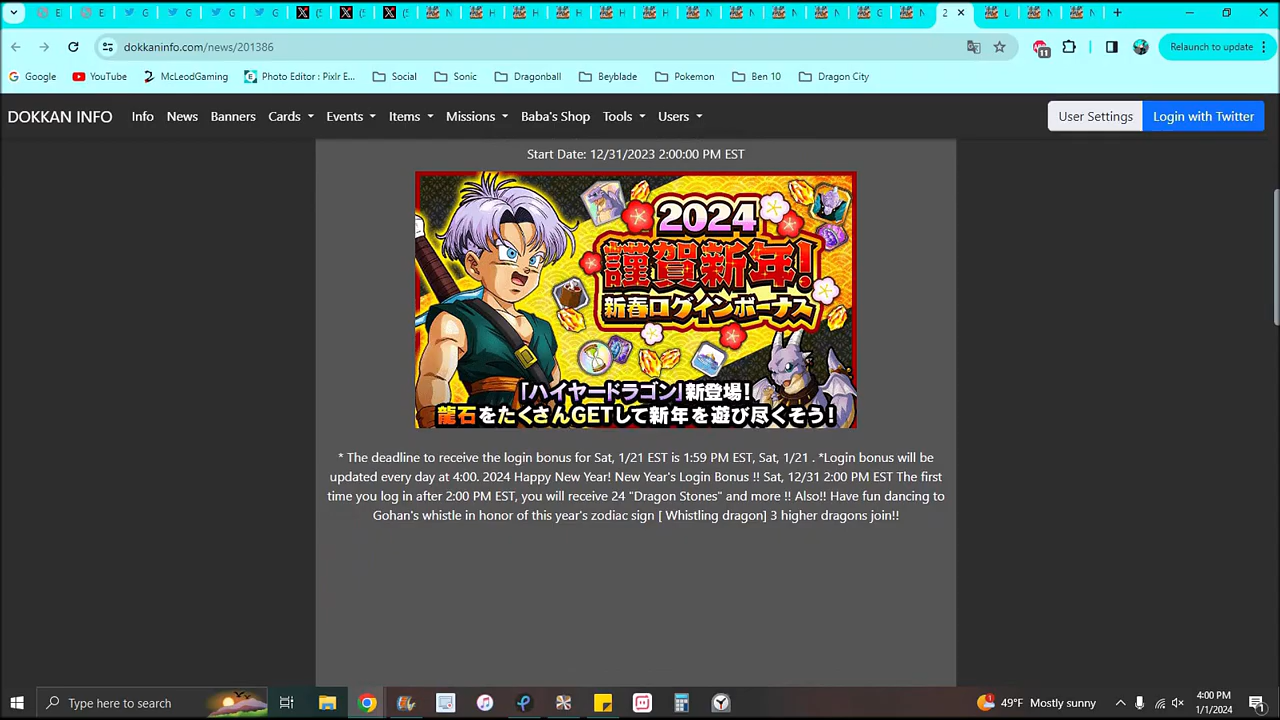 dokkaninfo.com/news/201386
Relaunch to update
Google
YouTube
McLeodGaming
Photo Editor : Pixlr E...
Social
Sonic
Dragonball
Beyblade
Pokemon
Ben 10
Dragon City
DOKKAN INFO
Info
News
Banners
Cards
Events
Items
Missions
Baba's Shop
Tools
Users
User Settings
Login with Twitter
Start Date: 12/31/2023 2:00:00 PM EST
2024
謹賀新年!
新春ログインボーナス
「ハイヤードラゴン」新登場!
龍石をたくさんGETして新年を遊び尽くそう!
* The deadline to receive the login bonus for Sat, 1/21 EST is 1:59 PM EST, Sat, 1/21 . *Login bonus will be
updated every day at 4:00. 2024 Happy New Year! New Year's Login Bonus !! Sat, 12/31 2:00 PM EST The first
time you log in after 2:00 PM EST, you will receive 24 "Dragon Stones" and more !! Also!! Have fun dancing to
Gohan's whistle in honor of this year's zodiac sign [ Whistling dragon] 3 higher dragons join!!
Type here to search
49°F Mostly sunny
4:00 PM
1/1/2024